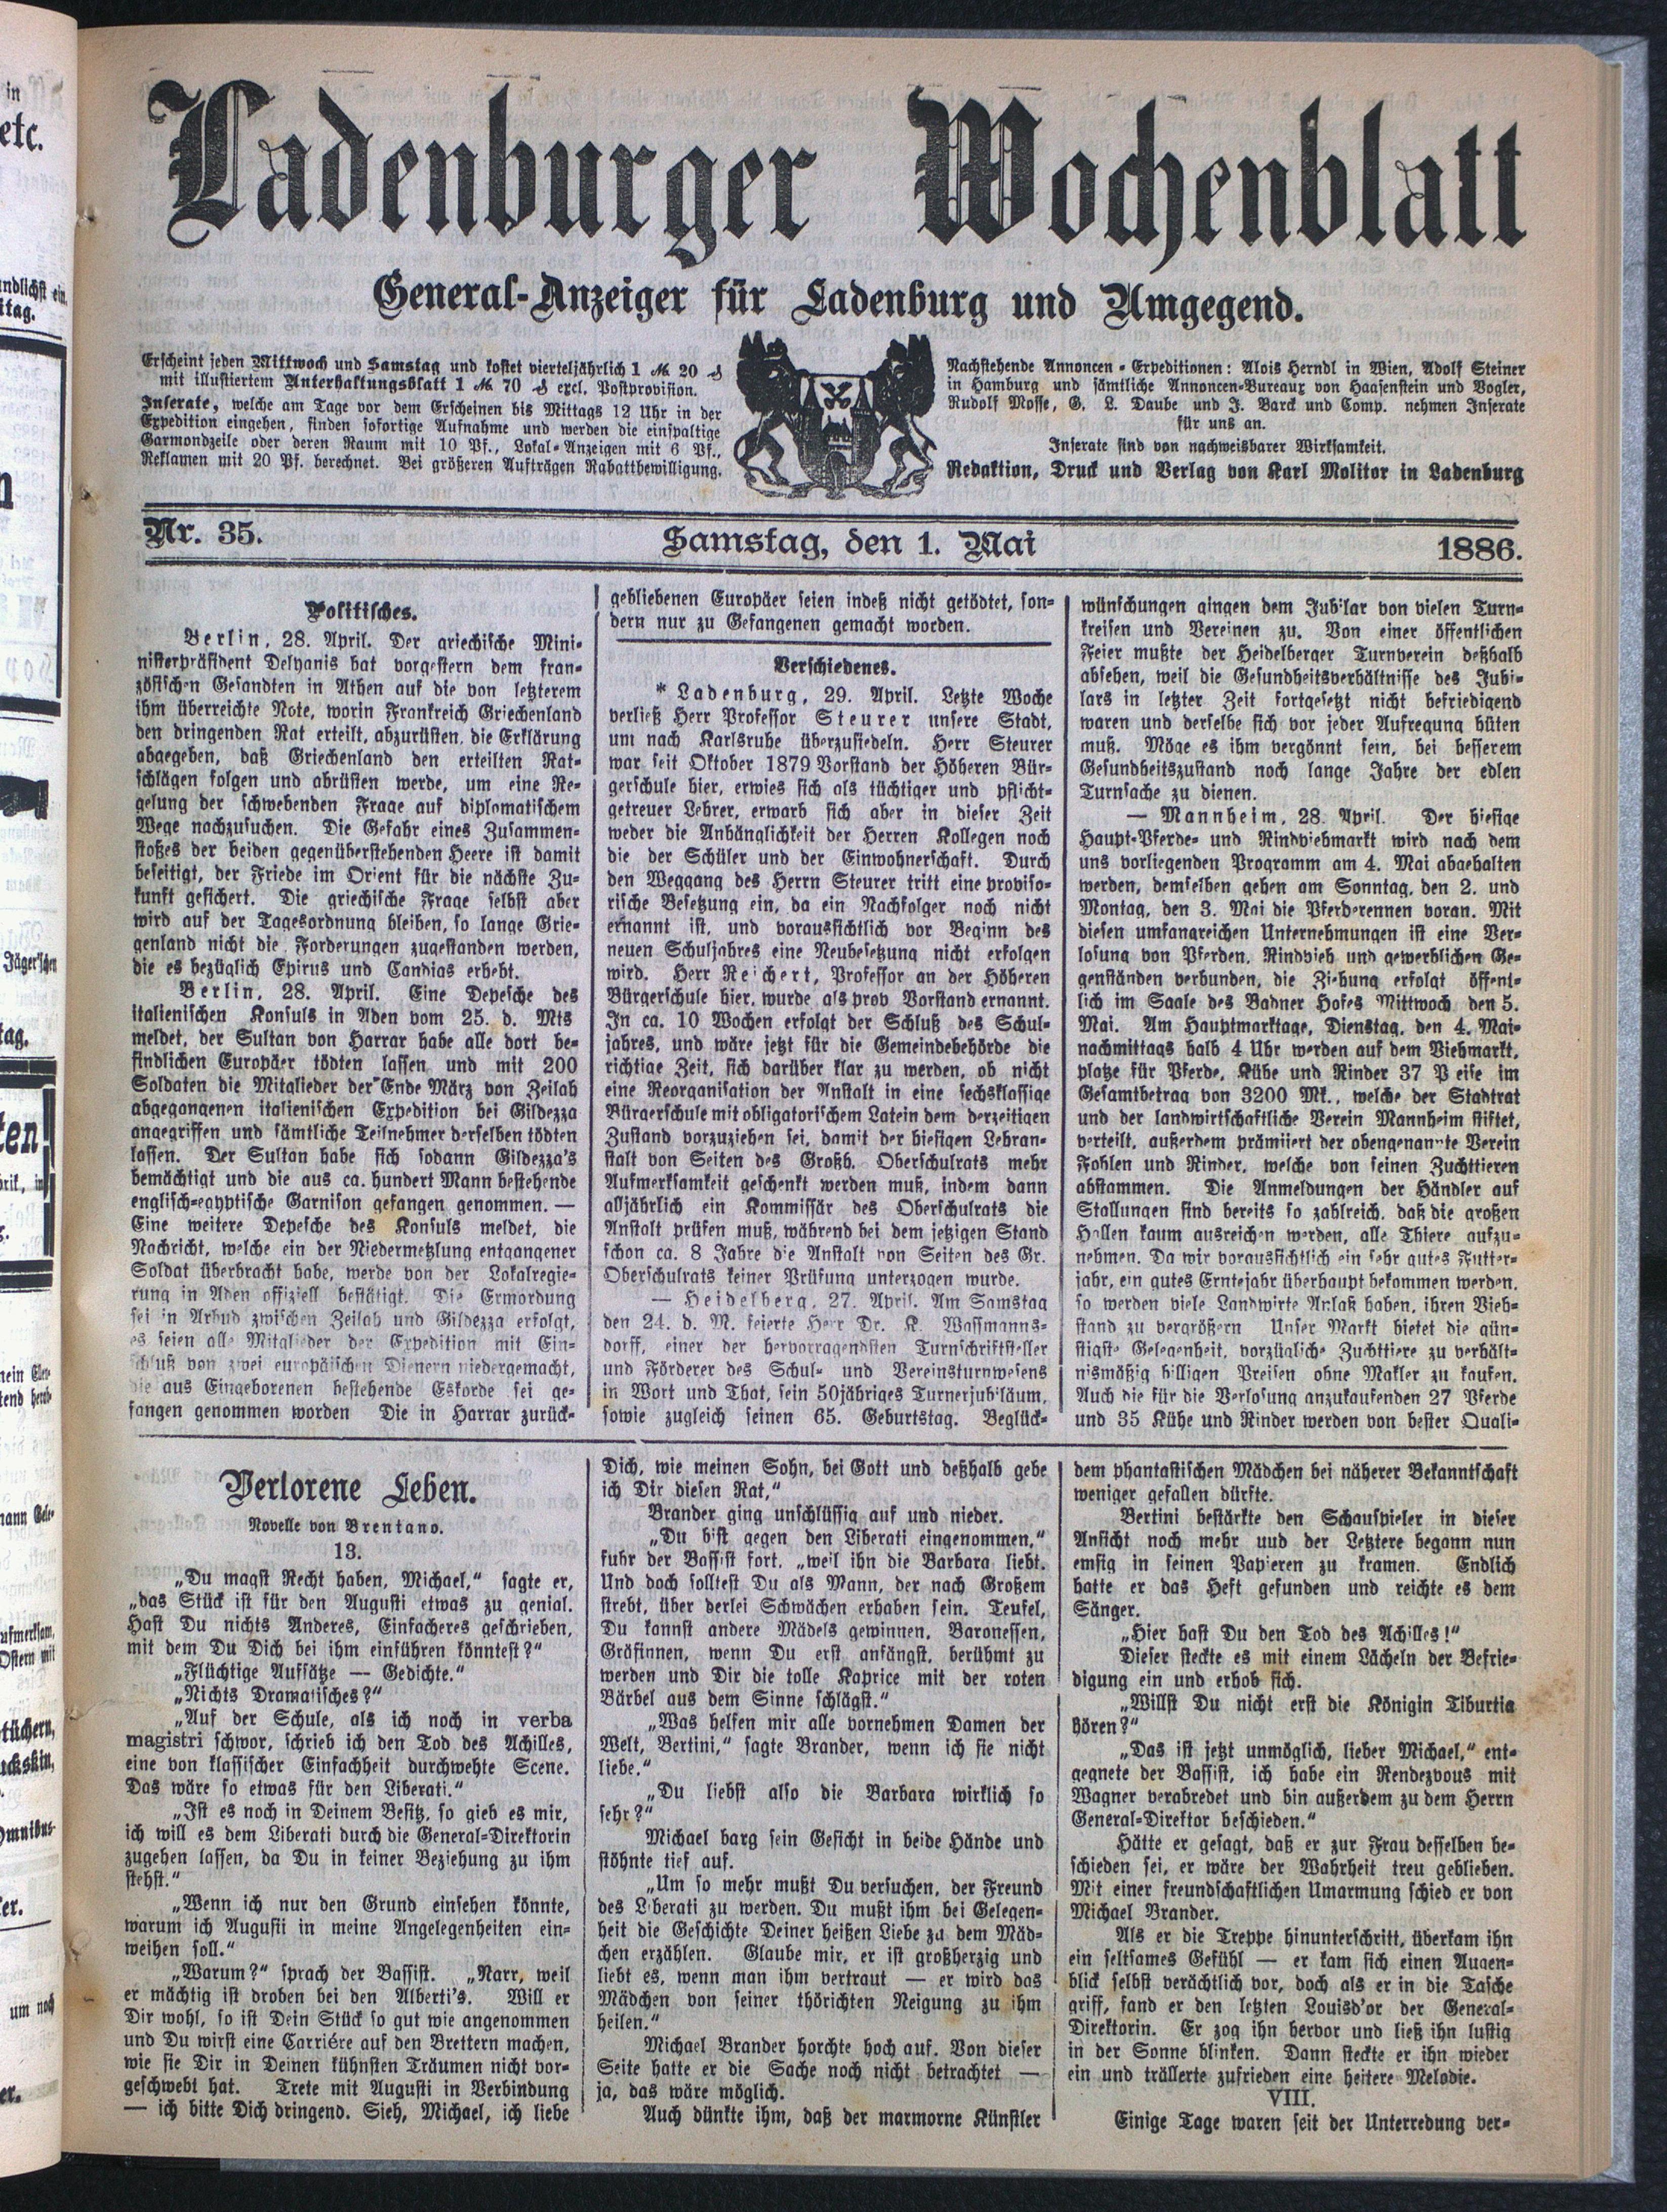 Ladenburger Wochenblatt
General-Anzeiger für Ladenburg und Umgegend.
Erscheint jeden Mittwoch und Samstag und kostet vierteljährlich 1 ℳ 20 ₰
mit illustiertem Unterhaltungsblatt 1 ℳ 70 ₰ excl. Postprovision.
Inserate, welche am Tage vor dem Erscheinen bis Mittags 12 Uhr in der
Expedition eingehen, finden sofortige Aufnahme und werden die einspaltige
Garmondzeile oder deren Raum mit 10 Pf., Lokal-Anzeigen mit 6 Pf.,
Reklamen mit 20 Pf. berechnet. Bei größeren Aufträgen Rabattbewilligung.
Nachstehende Annoncen-Expeditionen: Alois Herndl in Wien, Adolf Steiner
in Hamburg und sämtliche Annoncen-Bureaux von Haasenstein und Vogler,
Rudolf Mosse, G. L. Daube und J. Barck und Comp. nehmen Inserate
für uns an.
Inserate sind von nachweisbarer Wirksamkeit.
Redaktion, Druck und Verlag von Karl Molitor in Ladenburg
Nr. 35.
Samstag, den 1. Mai
1886.
Politisches.
Berlin, 28. April. Der griechische Mini-
nisterpräsident Delyanis hat vorgestern dem fran-
zösischen Gesandten in Athen auf die von letzterem
ihm überreichte Note, worin Frankreich Griechenland
den dringenden Rat erteilt, abzurüsten, die Erklärung
abgegeben, daß Griechenland den erteilten Rat-
schlägen folgen und abrüsten werde, um eine Re-
gelung der schwebenden Frage auf diplomatischem
Wege nachzusuchen. Die Gefahr eines Zusammen-
stoßes der beiden gegenüberstehenden Heere ist damit
beseitigt, der Friede im Orient für die nächste Zu-
kunft gesichert. Die griechische Frage selbst aber
wird auf der Tagesordnung bleiben, so lange Grie-
genland nicht die Forderungen zugestanden werden,
die es bezüglich Epirus und Candias erhebt.
Berlin, 28. April. Eine Depesche des
italienischen Konsuls in Aden vom 25. d. Mts
meldet, der Sultan von Harrar habe alle dort be-
findlichen Europäer tödten lassen und mit 200
Soldaten die Mitglieder der Ende März von Zeilah
abgegangenen italienischen Expedition bei Gildezza
angegriffen und sämtliche Teilnehmer derselben tödten
lassen. Der Sultan habe sich sodann Gildezza's
bemächtigt und die aus ca. hundert Mann bestehende
englisch-egyptische Garnison gefangen genommen. —
Eine weitere Depesche des Konsuls meldet, die
Nachricht, welche ein der Niedermetzlung entgangener
Soldat überbracht habe, werde von der Lokalregie-
rung in Aden offiziell bestätigt. Die Ermordung
sei in Arbud zwischen Zeilah und Gildezza erfolgt,
es seien alle Mitglieder der Expedition mit Ein-
schluß von zwei europäischen Dienern niedergemacht,
die aus Eingeborenen bestehende Eskorde sei ge-
fangen genommen worden Die in Harrar zurück-
gebliebenen Europäer seien indeß nicht getödtet, son-
dern nur zu Gefangenen gemacht worden.
Verschiedenes.
* Ladenburg, 29. April. Letzte Woche
verließ Herr Professor Steurer unsere Stadt,
um nach Karlsruhe überzusiedeln. Herr Steurer
war seit Oktober 1879 Vorstand der Höheren Bür-
gerschule hier, erwies sich als tüchtiger und pflicht-
getreuer Lehrer, erwarb sich aber in dieser Zeit
weder die Anhänglichkeit der Herren Kollegen noch
die der Schüler und der Einwohnerschaft. Durch
den Weggang des Herrn Steurer tritt eine proviso-
rische Besetzung ein, da ein Nachfolger noch nicht
ernannt ist, und voraussichtlich vor Beginn des
neuen Schuljahres eine Neubesetzung nicht erfolgen
wird. Herr Reichert, Professor an der Höheren
Bürgerschule hier, wurde als prov Vorstand ernannt.
In ca. 10 Wochen erfolgt der Schluß des Schul-
jahres, und wäre jetzt für die Gemeindebehörde die
richtige Zeit, sich darüber klar zu werden, ob nicht
eine Reorganisation der Anstalt in eine sechsklassige
Bürgerschule mit obligatorischem Latein dem derzeitigen
Zustand vorzuziehen sei, damit der hiesigen Lehran-
stalt von Seiten des Großh. Oberschulrats mehr
Aufmerksamkeit geschenkt werden muß, indem dann
alljährlich ein Kommissär des Oberschulrats die
Anstalt prüfen muß, während bei dem jetzigen Stand
schon ca. 8 Jahre die Anstalt von Seiten des Gr.
Oberschulrats keiner Prüfung unterzogen wurde.
— Heidelberg, 27. April. Am Samstag
den 24. d. M. feierte Herr Dr. K. Wassmanns-
dorff, einer der hervorragendsten Turnschriftsteller
und Förderer des Schul- und Vereinsturnwesens
in Wort und That, sein 50jähriges Turnerjubiläum,
sowie zugleich seinen 65. Geburtstag. Beglück-
wünschungen gingen dem Jubilar von vielen Turn-
kreisen und Vereinen zu. Von einer öffentlichen
Feier mußte der Heidelberger Turnverein deßhalb
absehen, weil die Gesundheitsverhältnisse des Jubi-
lars in letzter Zeit fortgesetzt nicht befriedigend
waren und derselbe sich vor jeder Aufregung hüten
muß. Möge es ihm vergönnt sein, bei besserem
Gesundheitszustand noch lange Jahre der edlen
Turnsache zu dienen.
— Mannheim, 28. April. Der hiesige
Haupt-Pferde- und Rindviehmarkt wird nach dem
uns vorliegenden Programm am 4. Mai abgehalten
werden, demselben gehen am Sonntag, den 2. und
Montag, den 3. Mai die Pferderennen voran. Mit
diesen umfangreichen Unternehmungen ist eine Ver-
losung von Pferden, Rindvieh und gewerblichen Ge-
genständen verbunden, die Ziehung erfolgt öffent-
lich im Saale des Badner Hofes Mittwoch den 5.
Mai. Am Hauptmarktage, Dienstag, den 4. Mai-
nachmittags halb 4 Uhr werden auf dem Viehmarkt,
platze für Pferde, Kühe und Rinder 37 P eise im
Gesamtbetrag von 3200 Mk., welche der Stadtrat
und der landwirtschaftliche Verein Mannheim stiftet,
verteilt, außerdem prämiiert der obengenannte Verein
Fohlen und Rinder, welche von seinen Zuchttieren
abstammen. Die Anmeldungen der Händler auf
Stallungen sind bereits so zahlreich, daß die großen
Hallen kaum ausreichen werden, alle Thiere aufzu-
nehmen. Da wir voraussichtlich ein sehr gutes Futter-
jahr, ein gutes Erntejahr überhaupt bekommen werden,
so werden viele Landwirte Anlaß haben, ihren Vieh-
stand zu vergrößern Unser Markt bietet die gün-
stigste Gelegenheit, vorzügliche Zuchttiere zu verhält-
nismäßig billigen Preisen ohne Makler zu kaufen.
Auch die für die Verlosung anzukaufenden 27 Pferde
und 35 Kühe und Rinder werden von bester Quali-
Verlorene Leben.
Novelle von Brentano.
13.
„Du magst Recht haben, Michael,“ sagte er,
„das Stück ist für den Augusti etwas zu genial.
Hast Du nichts Anderes, Einfacheres geschrieben,
mit dem Du Dich bei ihm einführen könntest?“
„Flüchtige Aufsätze — Gedichte.“
„Nichts Dramatisches?“
„Auf der Schule, als ich noch in verba
magistri schwor, schrieb ich den Tod des Achilles,
eine von klassischer Einfachheit durchwehte Scene.
Das wäre so etwas für den Liberati.“
„Ist es noch in Deinem Besitz, so gieb es mir,
ich will es dem Liberati durch die General-Direktorin
zugehen lassen, da Du in keiner Beziehung zu ihm
stehst.“
„Wenn ich nur den Grund einsehen könnte,
warum ich Augusti in meine Angelegenheiten ein-
weihen soll.“
„Warum?“ sprach der Bassist. „Narr, weil
er mächtig ist droben bei den Alberti's. Will er
Dir wohl, so ist Dein Stück so gut wie angenommen
und Du wirst eine Carriére auf den Brettern machen,
wie sie Dir in Deinen kühnsten Träumen nicht vor-
geschwebt hat. Trete mit Augusti in Verbindung
— ich bitte Dich dringend. Sieh, Michael, ich liebe
Dich, wie meinen Sohn, bei Gott und deßhalb gebe
ich Dir diesen Rat,“
Brander ging unschlüssig auf und nieder.
„Du bist gegen den Liberati eingenommen,“
fuhr der Bassist fort, „weil ihn die Barbara liebt.
Und doch solltest Du als Mann, der nach Großem
strebt, über derlei Schwächen erhaben sein. Teufel,
Du kannst andere Mädels gewinnen, Baronessen,
Gräfinnen, wenn Du erst anfängst, berühmt zu
werden und Dir die tolle Kaprice mit der roten
Bärbel aus dem Sinne schlägst.“
„Was helfen mir alle vornehmen Damen der
Welt, Bertini,“ sagte Brander, wenn ich sie nicht
liebe.“
„Du liebst also die Barbara wirklich so
sehr?“
Michael barg sein Gesicht in beide Hände und
stöhnte tief auf.
„Um so mehr mußt Du versuchen, der Freund
des Liberati zu werden. Du mußt ihm bei Gelegen-
heit die Geschichte Deiner heißen Liebe zu dem Mäd-
chen erzählen. Glaube mir, er ist großherzig und
liebt es, wenn man ihm vertraut — er wird das
Mädchen von seiner thörichten Neigung zu ihm
heilen.“
Michael Brander horchte hoch auf. Von dieser
Seite hatte er die Sache noch nicht betrachtet —
ja, das wäre möglich.
Auch dünkte ihm, daß der marmorne Künstler
dem phantastischen Mädchen bei näherer Bekanntschaft
weniger gefallen dürfte.
Bertini bestärkte den Schauspieler in dieser
Ansicht noch mehr und der Letztere begann nun
emsig in seinen Papieren zu kramen. Endlich
hatte er das Heft gefunden und reichte es dem
Sänger.
„Hier hast Du den Tod des Achilles!“
Dieser steckte es mit einem Lächeln der Befrie-
digung ein und erhob sich.
„Willst Du nicht erst die Königin Tiburtia
hören?“
„Das ist jetzt unmöglich, lieber Michael,“ ent-
gegnete der Bassist, ich habe ein Rendezvous mit
Wagner verabredet und bin außerdem zu dem Herrn
General-Direktor beschieden.“
Hätte er gesagt, daß er zur Frau desselben be-
schieden sei, er wäre der Wahrheit treu geblieben.
Mit einer freundschaftlichen Umarmung schied er von
Michael Brander.
Als er die Treppe hinunterschritt, überkam ihn
ein seltsames Gefühl — er kam sich einen Augen-
blick selbst verächtlich vor, doch als er in die Tasche
griff, fand er den letzten Louisd'or der General-
Direktorin. Er zog ihn hervor und ließ ihn lustig
in der Sonne blinken. Dann steckte er ihn wieder
ein und trällerte zufrieden eine heitere Melodie.
VIII.
Einige Tage waren seit der Unterredung ver-